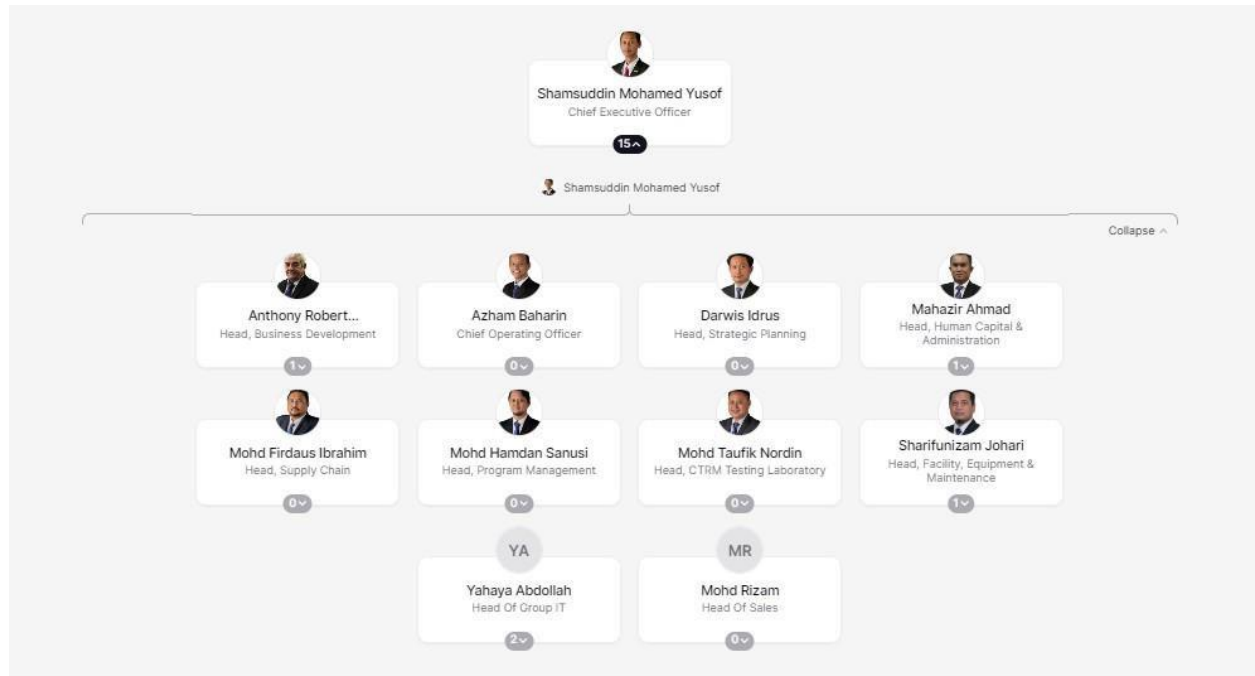 Shamsuddin Mohamed Yusof
Chief Executive Officer
15
Shamsuddin Mohamed Yusof
Collapse
Anthony Robert...
Head, Business Development
1
Azham Baharin
Chief Operating Officer
0
Darwis Idrus
Head, Strategic Planning
0
Mahazir Ahmad
Head, Human Capital &
Administration
1
Mohd Firdaus Ibrahim
Head, Supply Chain
0
Mohd Hamdan Sanusi
Head, Program Management
0
Mohd Taufik Nordin
Head, CTRM Testing Laboratory
0
Sharifunizam Johari
Head, Facility, Equipment &
Maintenance
1
YA
Yahaya Abdollah
Head Of Group IT
2
MR
Mohd Rizam
Head Of Sales
0